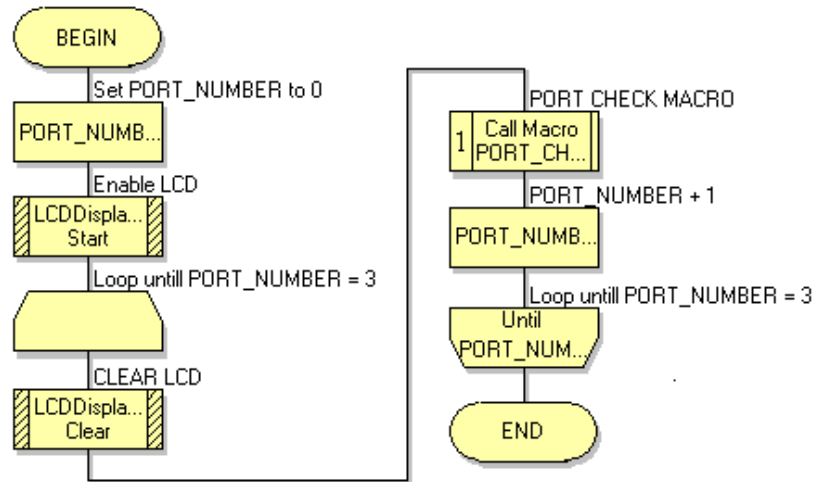 BEGIN
Set PORT_NUMBER to 0
PORT_NUMB...
Enable LCD
LCDDispla...
Start
Loop untill PORT_NUMBER = 3
CLEAR LCD
LCDDispla...
Clear
PORT CHECK MACRO
1
Call Macro
PORT_CH...
PORT_NUMBER + 1
PORT_NUMB...
Loop untill PORT_NUMBER = 3
Until
PORT_NUM...
END